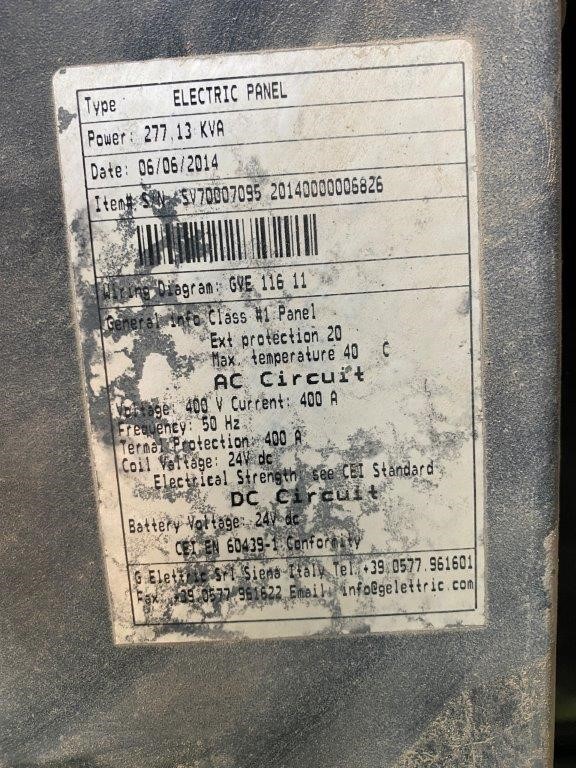 Type ELECTRIC PANEL
Power: 277,13 KVA
Date: 06/06/2014
Item# S/N SV70007095 20140000006826
Wiring Diagram: GVE 116 11
General info Class #1 Panel
Ext protection 20
Max. temperature 40 C
AC Circuit
Voltage: 400 V Current: 400 A
Frequency: 50 Hz
Termal Protection: 400 A
Coil Valtage: 24V dc
Electrical Strength see CEI Standard
DC Circuit
Battery Voltage: 24V dc
CEI EN 60439-1 Conformity
G Elettric Srl Siena Italy Tel.+39.0577.961601
Fax. +39.0577 961622 Email: info@gelettric.com